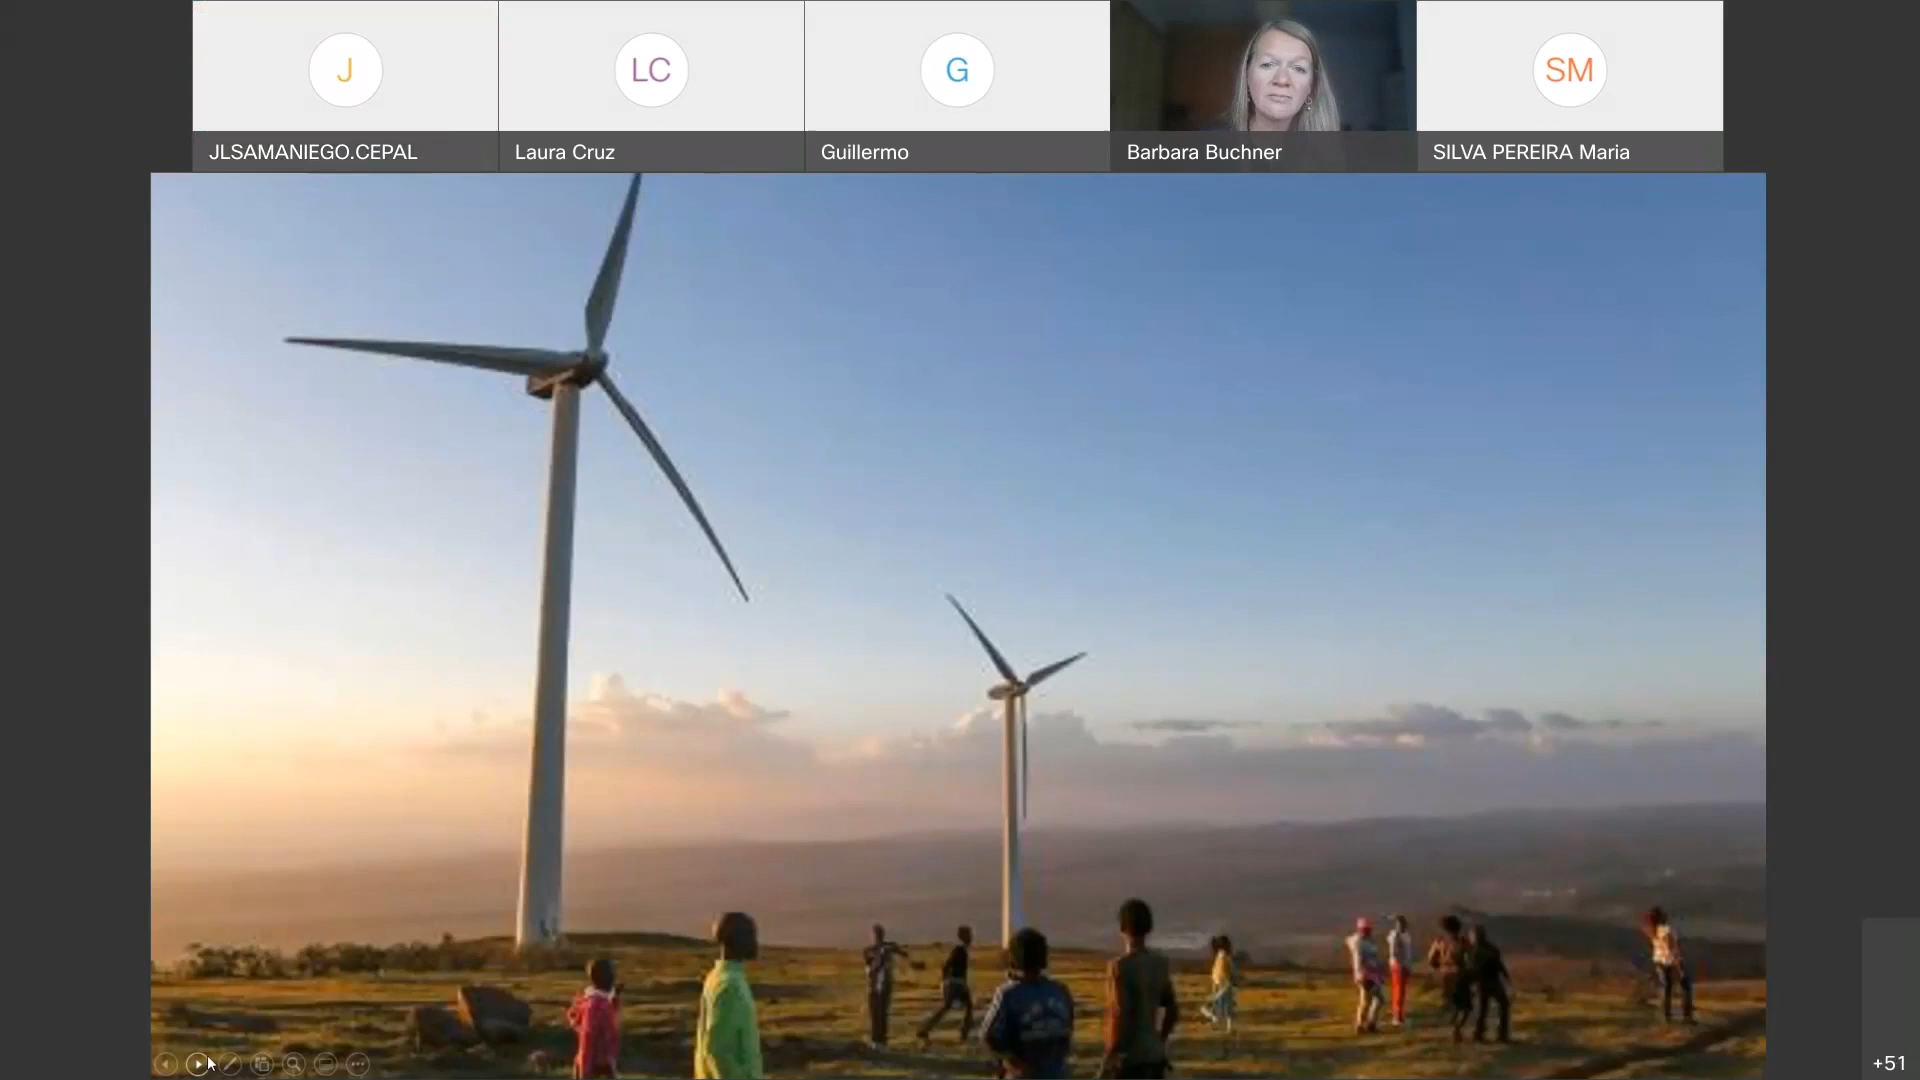 J
LC
G
SM
JLSAMANIEGO.CEPAL
Laura Cruz
Guillermo
Barbara Buchner
SILVA PEREIRA Maria
+51